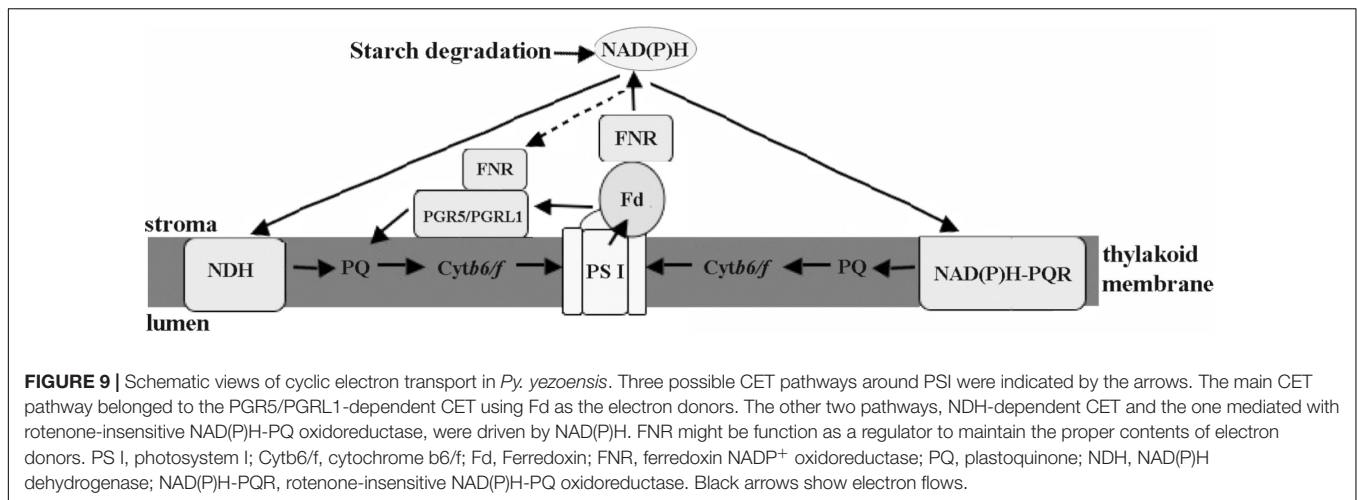 Starch degradation
NAD(P)H
FNR
FNR
Fd
PGR5/PGRL1
stroma
NDH
PQ
Cytb6/f
PS I
Cytb6/f
PQ
NAD(P)H-PQR
thylakoid
membrane
lumen
FIGURE 9 | Schematic views of cyclic electron transport in Py. yezoensis. Three possible CET pathways around PSI were indicated by the arrows. The main CET
pathway belonged to the PGR5/PGRL1-dependent CET using Fd as the electron donors. The other two pathways, NDH-dependent CET and the one mediated with
rotenone-insensitive NAD(P)H-PQ oxidoreductase, were driven by NAD(P)H. FNR might be function as a regulator to maintain the proper contents of electron
donors. PS I, photosystem I; Cytb6/f, cytochrome b6/f; Fd, Ferredoxin; FNR, ferredoxin NADP⁺ oxidoreductase; PQ, plastoquinone; NDH, NAD(P)H
dehydrogenase; NAD(P)H-PQR, rotenone-insensitive NAD(P)H-PQ oxidoreductase. Black arrows show electron flows.